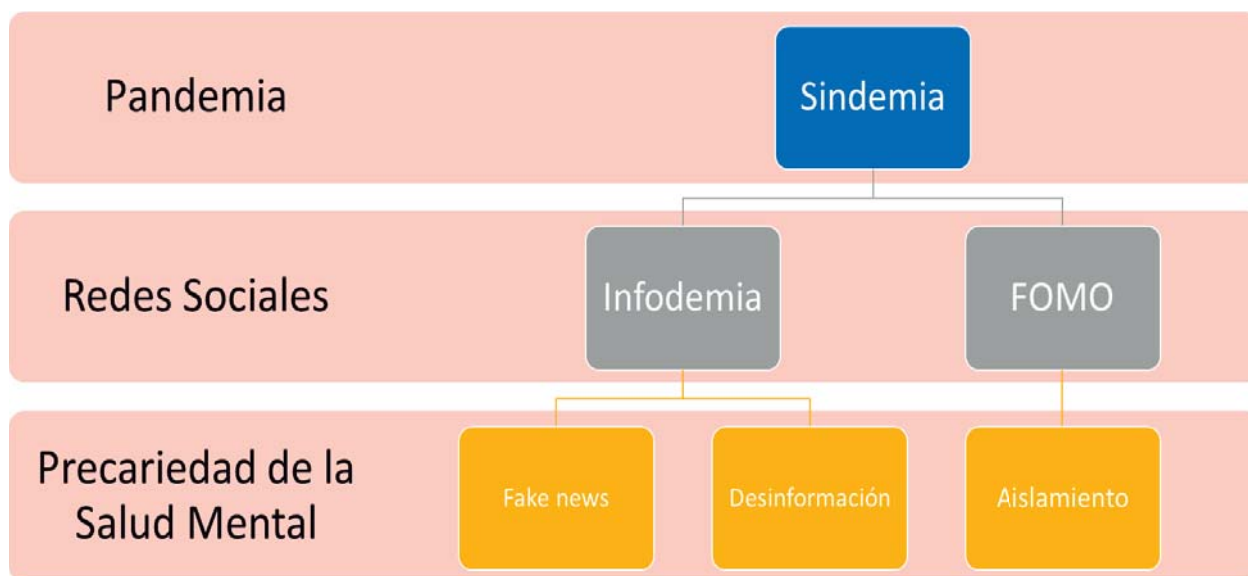 Pandemia
Sindemia
Redes Sociales
Infodemia
FOMO
Precariedad de la
Salud Mental
Fake news
Desinformación
Aislamiento